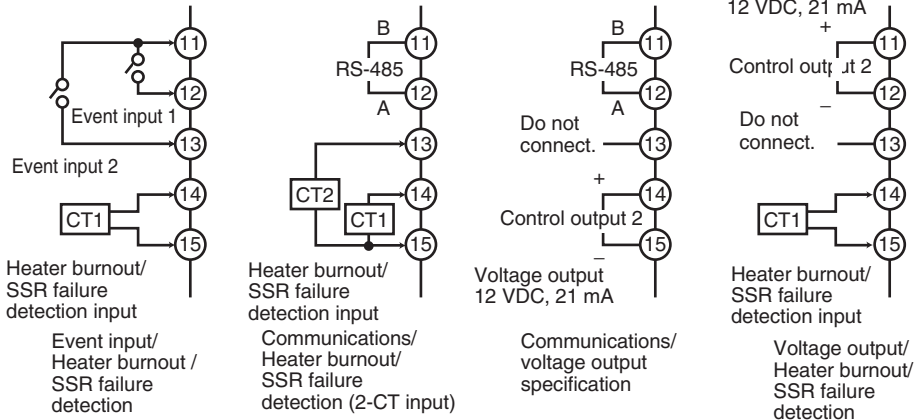 11
12
Event input 1
13
Event input 2
14
CT1
15
Heater burnout/
SSR failure
detection input
Event input/
Heater burnout /
SSR failure
detection
B
11
RS-485
12
A
13
CT2
14
CT1
15
Heater burnout/
SSR failure
detection input
Communications/
Heater burnout/
SSR failure
detection (2-CT input)
B
11
RS-485
12
A
Do not
connect.
13
+
14
Control output 2
15
−
Voltage output
12 VDC, 21 mA
Communications/
voltage output
specification
12 VDC, 21 mA
+
11
Control output 2
12
−
Do not
connect.
13
14
CT1
15
Heater burnout/
SSR failure
detection input
Voltage output/
Heater burnout/
SSR failure
detection